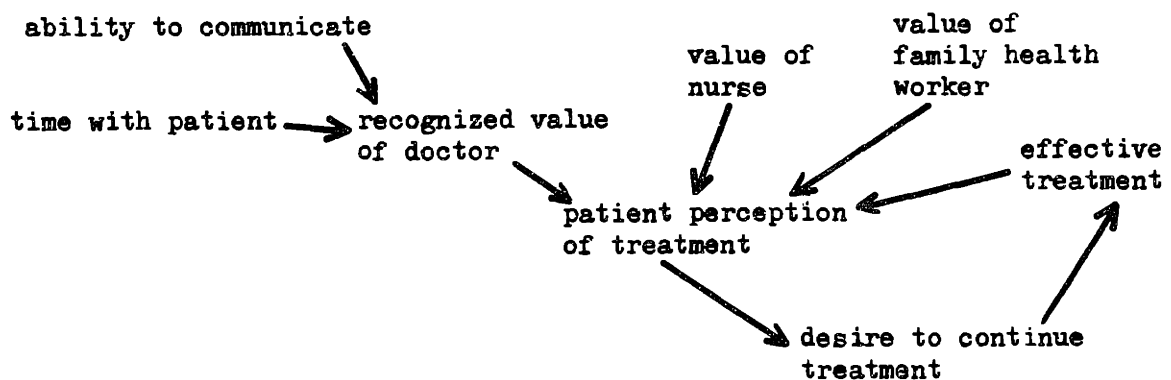 ability to communicate
value of
family health
worker
value of
nurse
time with patient
recognized value
of doctor
effective
treatment
patient perception
of treatment
desire to continue
treatment